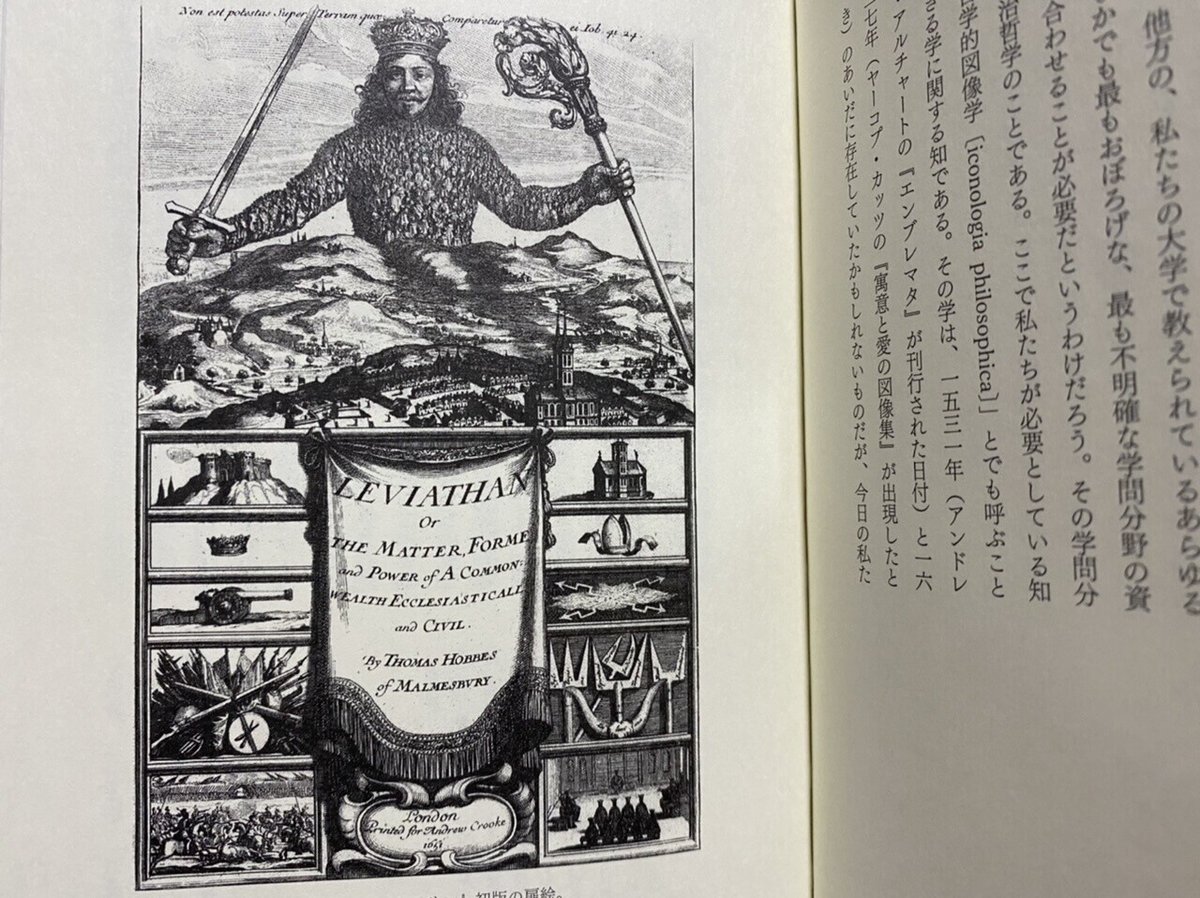 他方の、私たちの大学で教えられているあらゆる
かでも最もおぼろげな、最も不明確な学問分野の資
合わせることが必要だというわけだろう。その学問分
治哲学のことである。ここで私たちが必要としている知
学的図像学〔iconologia philosophica〕」とでも呼ぶこと
きる学に関する知である。その学は、一五三一年（アンドレ
・アルチャートの『エンブレマタ』が刊行された日付）と一六
二七年（ヤーコプ・カッツの『寓意と愛の図像集』が出現したと
き）のあいだに存在していたかもしれないものだが、今日の私た
Non est potestas Super Terram quæ Comparetur ei Iob. 41. 24.
LEVIATHAN
Or
THE MATTER, FORME
and POWER of A COMMON-
WEALTH ECCLESIASTICALL
and CIVIL.
By THOMAS HOBBES
of MALMESBURY.
London
Printed for Andrew Crooke
1651
初版の扉絵。